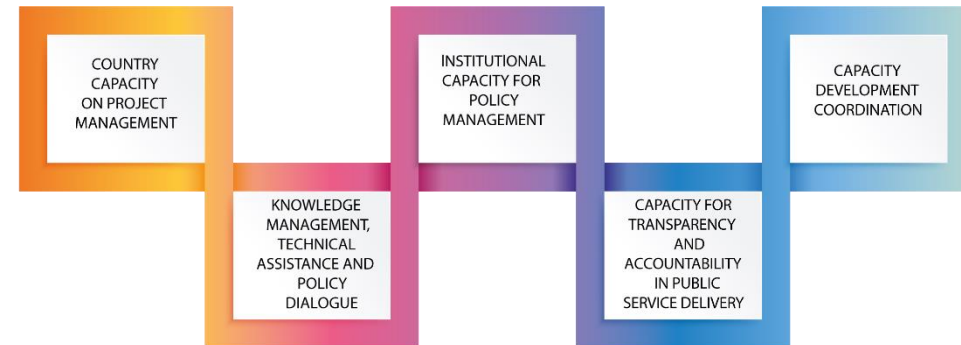 COUNTRY
CAPACITY
ON PROJECT
MANAGEMENT
KNOWLEDGE
MANAGEMENT,
TECHNICAL
ASSISTANCE AND
POLICY
DIALOGUE
INSTITUTIONAL
CAPACITY FOR
POLICY
MANAGEMENT
CAPACITY FOR
TRANSPARENCY
AND
ACCOUNTABILITY
IN PUBLIC
SERVICE DELIVERY
CAPACITY
DEVELOPMENT
COORDINATION